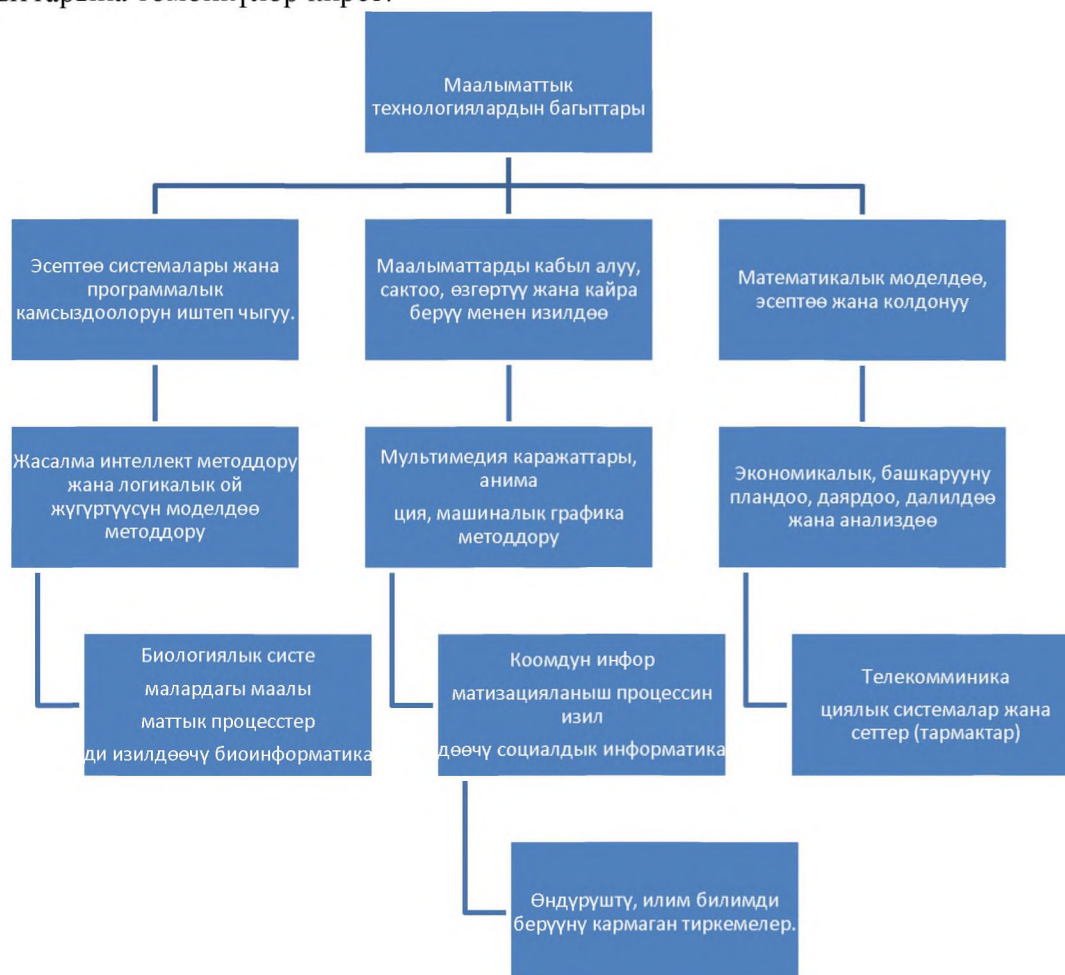 Маалыматтык
технологиялардын багыттары
Эсептөө системалары жана
программалык
камсыздоолорун иштеп чыгуу.
Маалыматтарды кабыл алуу,
сактоо, өзгөртүү жана кайра
берүү менен изилдөө
Математикалык моделдөө,
эсептөө жана колдонуу
Жасалма интеллект методдору
жана логикалык ой
жүгүртүүсүн моделдөө
методдору
Мультимедия каражаттары,
анима
ция, машиналык графика
методдору
Экономикалык, башкарууну
пландоо, даярдоо, далилдөө
жана анализдөө
Биологиялык систе
малардагы маалы
маттык процесстер
ди изилдөөчү биоинформатика
Коомдун инфор
матизацияланыш процессин
изил
дөөчү социалдык информатика
Телекомминика
циялык системалар жана
сеттер (тармактар)
Өндүрүштү, илим билимди
берүүнү кармаган тиркемелер.